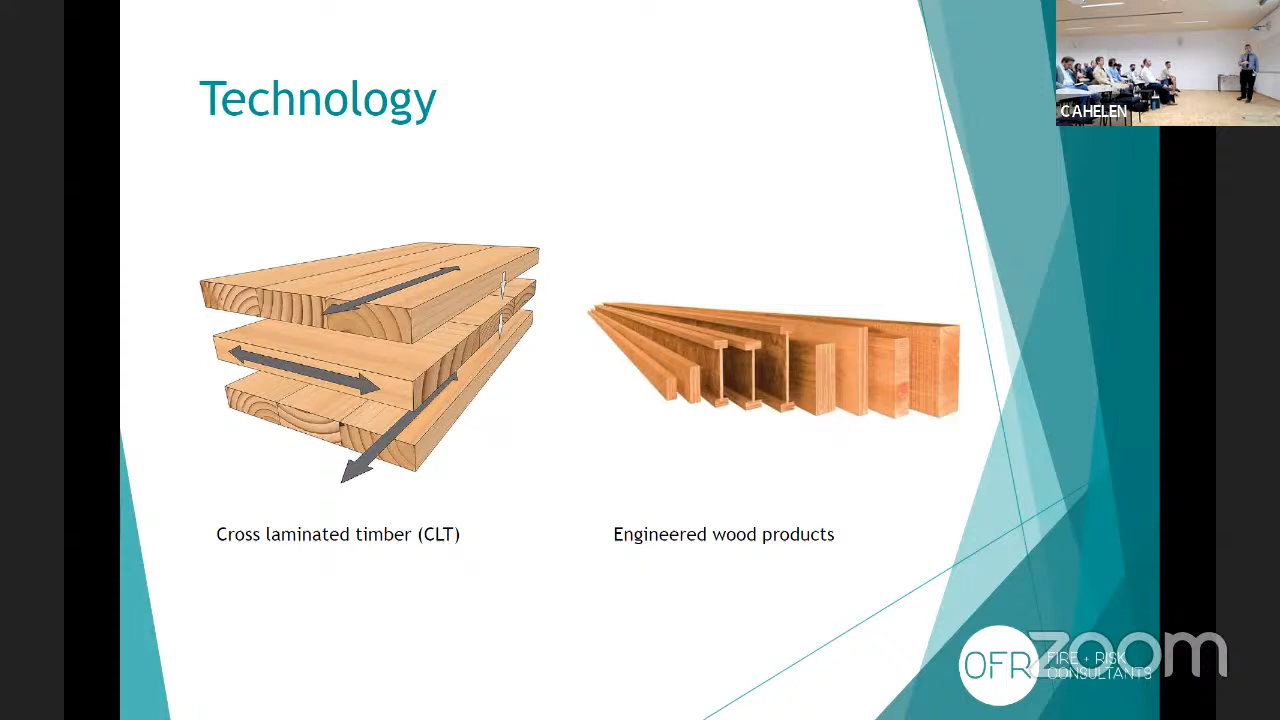 Technology
CAHELEN
Cross laminated timber (CLT)
Engineered wood products
OFR
FIRE + RISK
CONSULTANTS
zoom